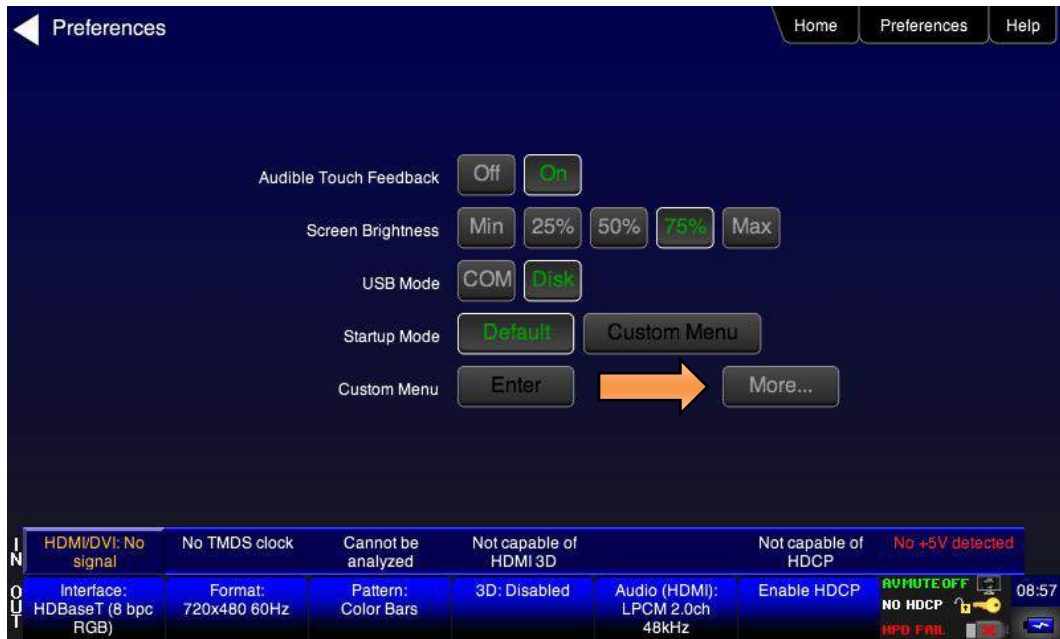 Preferences
Home Preferences Help
Audible Touch Feedback Off On
Screen Brightness Min 25% 50% 75% Max
USB Mode COM Disk
Startup Mode Default Custom Menu
Custom Menu Enter More...
IN
HDMI/DVI: No
signal
No TMDS clock
Cannot be
analyzed
Not capable of
HDMI 3D
Not capable of
HDCP
No +5V detected
OUT
Interface:
HDBaseT (8 bpc
RGB)
Format:
720x480 60Hz
Pattern:
Color Bars
3D: Disabled
Audio (HDMI):
LPCM 2.0ch
48kHz
Enable HDCP
AVMUTE OFF
NO HDCP
HPD FAIL
08:57